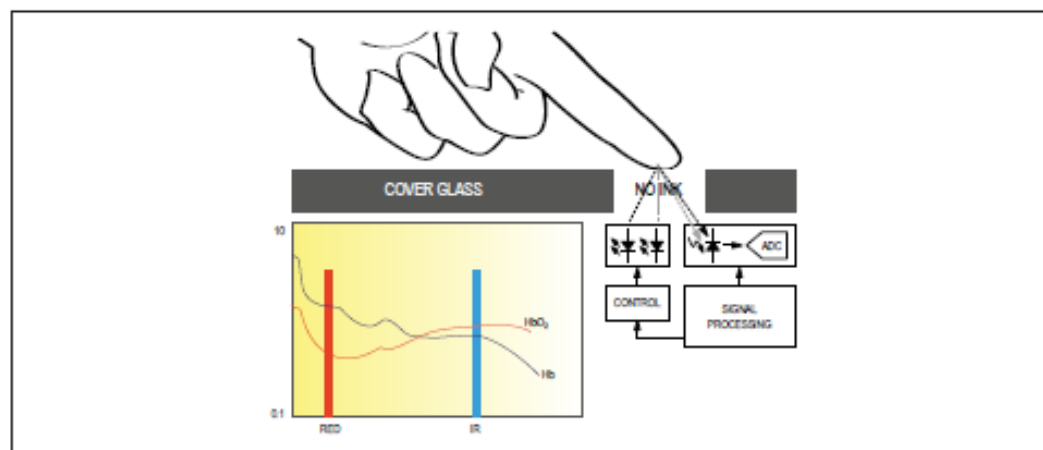 COVER GLASS
NO INK
10
ADC
CONTROL
SIGNAL
PROCESSING
HbO₂
Hb
0.1
RED
IR